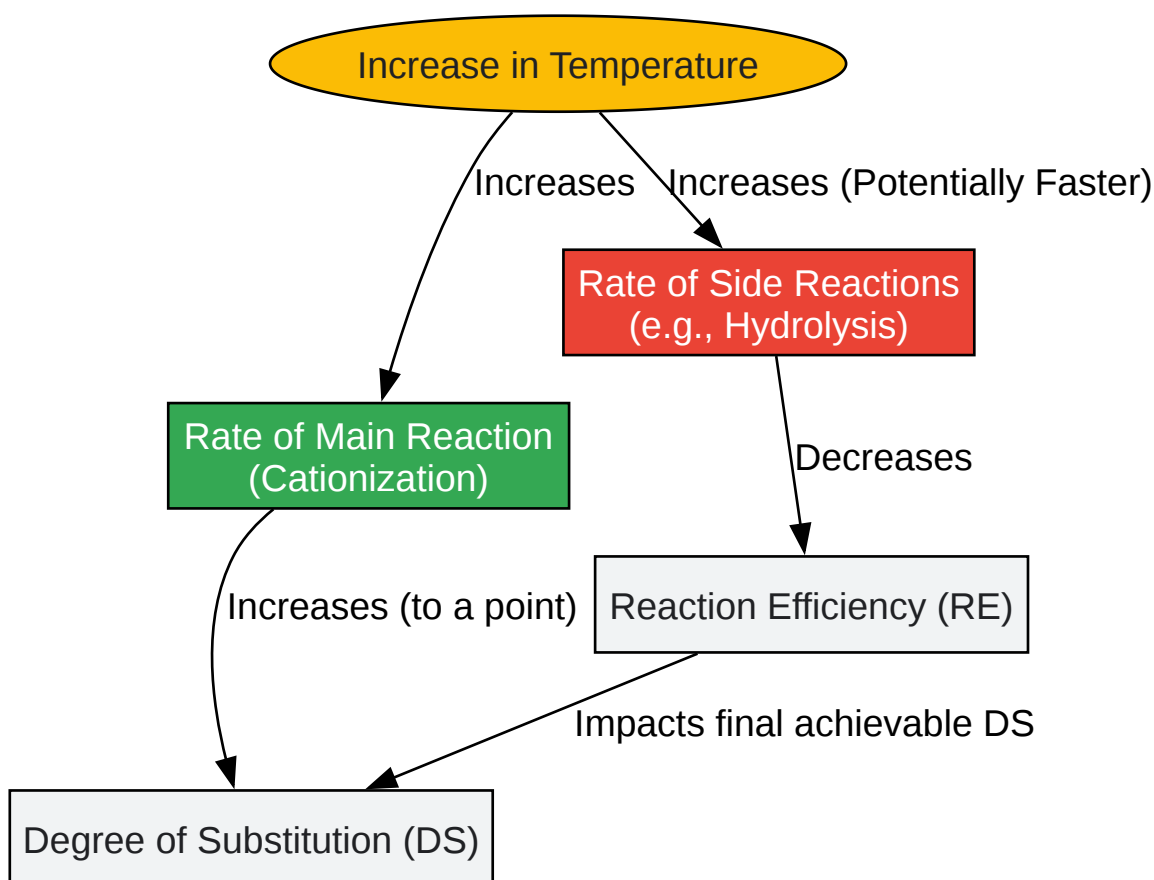 Increase in Temperature
Increases
Increases (Potentially Faster)
Rate of Side Reactions
(e.g., Hydrolysis)
Rate of Main Reaction
(Cationization)
Decreases
Increases (to a point)
Reaction Efficiency (RE)
Impacts final achievable DS
Degree of Substitution (DS)